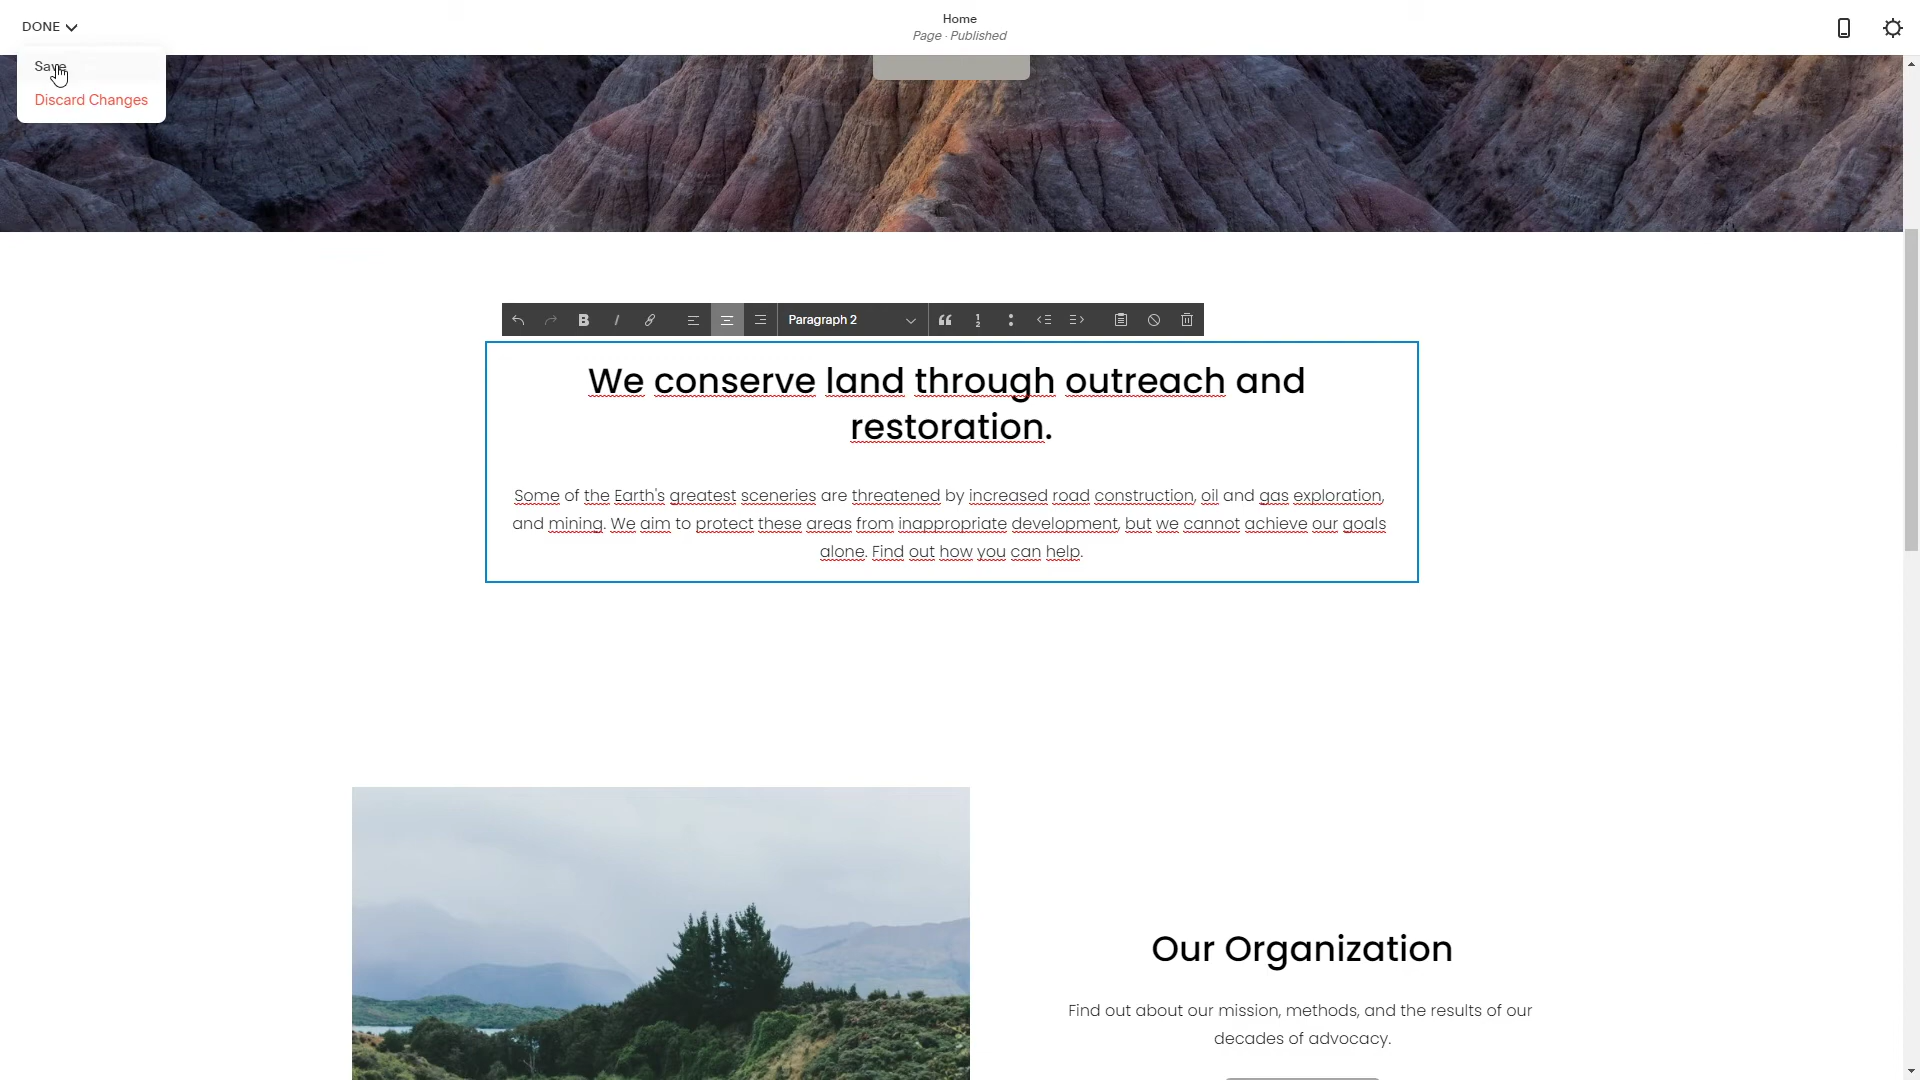 DONE
Home
Page · Published
Save
Discard Changes
B I Paragraph 2
We conserve land through outreach and
restoration.
Some of the Earth's greatest sceneries are threatened by increased road construction, oil and gas exploration,
and mining. We aim to protect these areas from inappropriate development, but we cannot achieve our goals
alone. Find out how you can help.
Our Organization
Find out about our mission, methods, and the results of our
decades of advocacy.